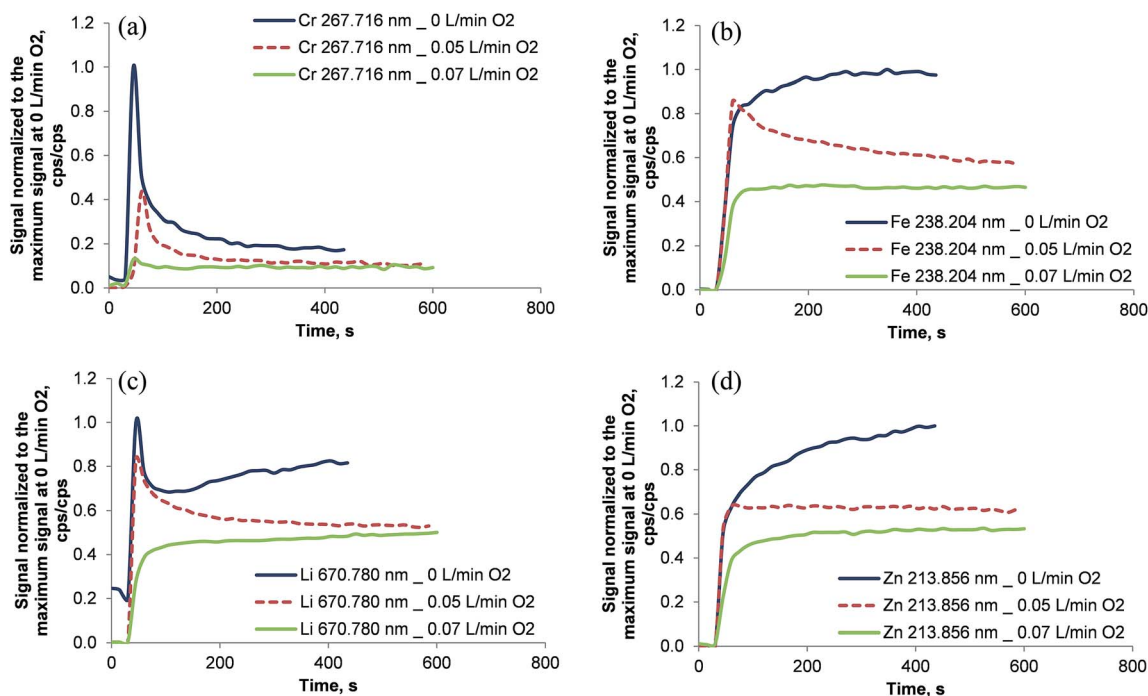 (a)
Signal normalized to the
maximum signal at 0 L/min O2,
cps/cps
1.2
1.0
0.8
0.6
0.4
0.2
0.0
Cr 267.716 nm _ 0 L/min O2
Cr 267.716 nm _ 0.05 L/min O2
Cr 267.716 nm _ 0.07 L/min O2
0 200 400 600 800
Time, s
(b)
Signal normalized to the
maximum signal at 0 L/min O2,
cps/cps
1.2
1.0
0.8
0.6
0.4
0.2
0.0
Fe 238.204 nm _ 0 L/min O2
Fe 238.204 nm _ 0.05 L/min O2
Fe 238.204 nm _ 0.07 L/min O2
0 200 400 600 800
Time, s
(c)
Signal normalized to the
maximum signal at 0 L/min O2,
cps/cps
1.2
1.0
0.8
0.6
0.4
0.2
0.0
Li 670.780 nm _ 0 L/min O2
Li 670.780 nm _ 0.05 L/min O2
Li 670.780 nm _ 0.07 L/min O2
0 200 400 600 800
Time, s
(d)
Signal normalized to the
maximum signal at 0 L/min O2,
cps/cps
1.2
1.0
0.8
0.6
0.4
0.2
0.0
Zn 213.856 nm _ 0 L/min O2
Zn 213.856 nm _ 0.05 L/min O2
Zn 213.856 nm _ 0.07 L/min O2
0 200 400 600 800
Time, s